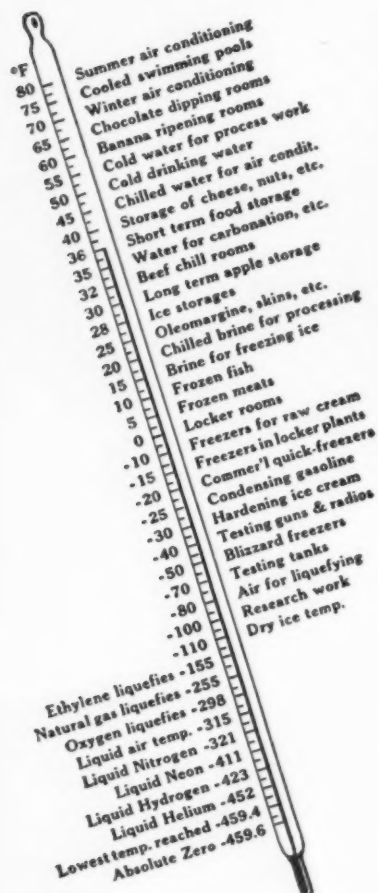 °F
80 Summer air conditioning
75 Cooled swimming pools
70 Winter air conditioning
65 Chocolate dipping rooms
60 Banana ripening rooms
55 Cold water for process work
50 Cold drinking water
45 Chilled water for air condit.
40 Storage of cheese, nuts, etc.
36 Short term food storage
35 Water for carbonation, etc.
32 Beef chill rooms
30 Long term apple storage
28 Ice storages
25 Oleomargine, skins, etc.
20 Chilled brine for processing
15 Brine for freezing ice
10 Frozen fish
5 Frozen meats
0 Locker rooms
-10 Freezers for raw cream
-15 Freezers in locker plants
-20 Commer'l quick-freezers
-25 Condensing gasoline
-30 Hardening ice cream
-40 Testing guns & radios
-50 Blizzard freezers
-70 Testing tanks
-80 Air for liquefying
-100 Research work
-110 Dry ice temp.
Ethylene liquefies -155
Natural gas liquefies -255
Oxygen liquefies -298
Liquid air temp. -315
Liquid Nitrogen -321
Liquid Neon -411
Liquid Hydrogen -423
Liquid Helium -452
Lowest temp. reached -459.4
Absolute Zero -459.6